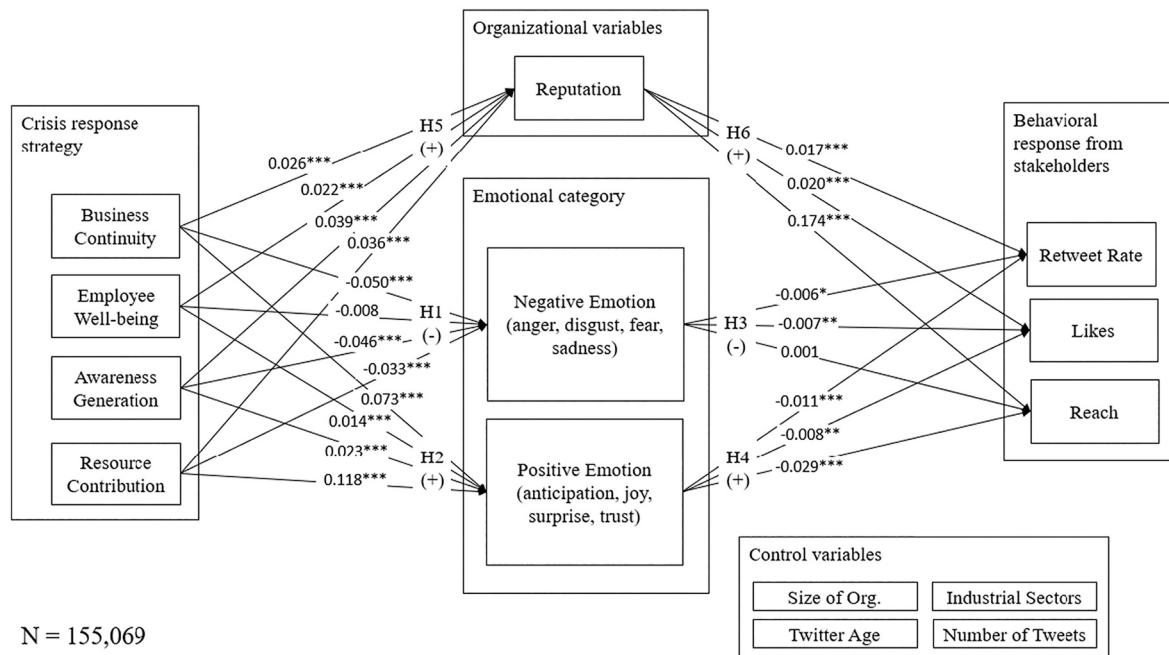 Organizational variables
Reputation
Crisis response
strategy
Business
Continuity
Employee
Well-being
Awareness
Generation
Resource
Contribution
H5
(+)
0.026***
0.022***
0.039***
0.036***
-0.050***
-0.008
H1
(-)
-0.046***
-0.033***
0.073***
0.014***
0.023***
H2
(+)
0.118***
Emotional category
Negative Emotion
(anger, disgust, fear,
sadness)
Positive Emotion
(anticipation, joy,
surprise, trust)
H6
(+)
0.017***
0.020***
0.174***
-0.006*
H3
(-)
-0.007**
0.001
-0.011***
-0.008**
H4
(+)
-0.029***
Behavioral
response from
stakeholders
Retweet Rate
Likes
Reach
Control variables
Size of Org.
Industrial Sectors
Twitter Age
Number of Tweets
N = 155,069